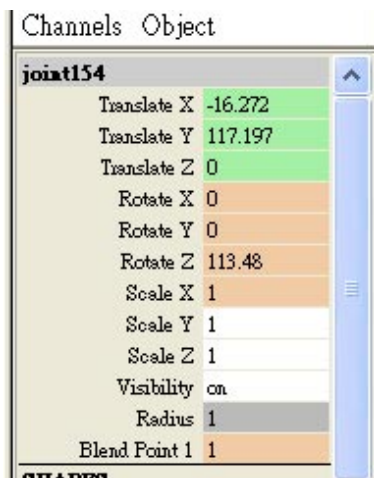 Channels Object
joint154
Translate X -16.272
Translate Y 117.197
Translate Z 0
Rotate X 0
Rotate Y 0
Rotate Z 113.48
Scale X 1
Scale Y 1
Scale Z 1
Visibility on
Radius 1
Blend Point 1 1
SHAPES